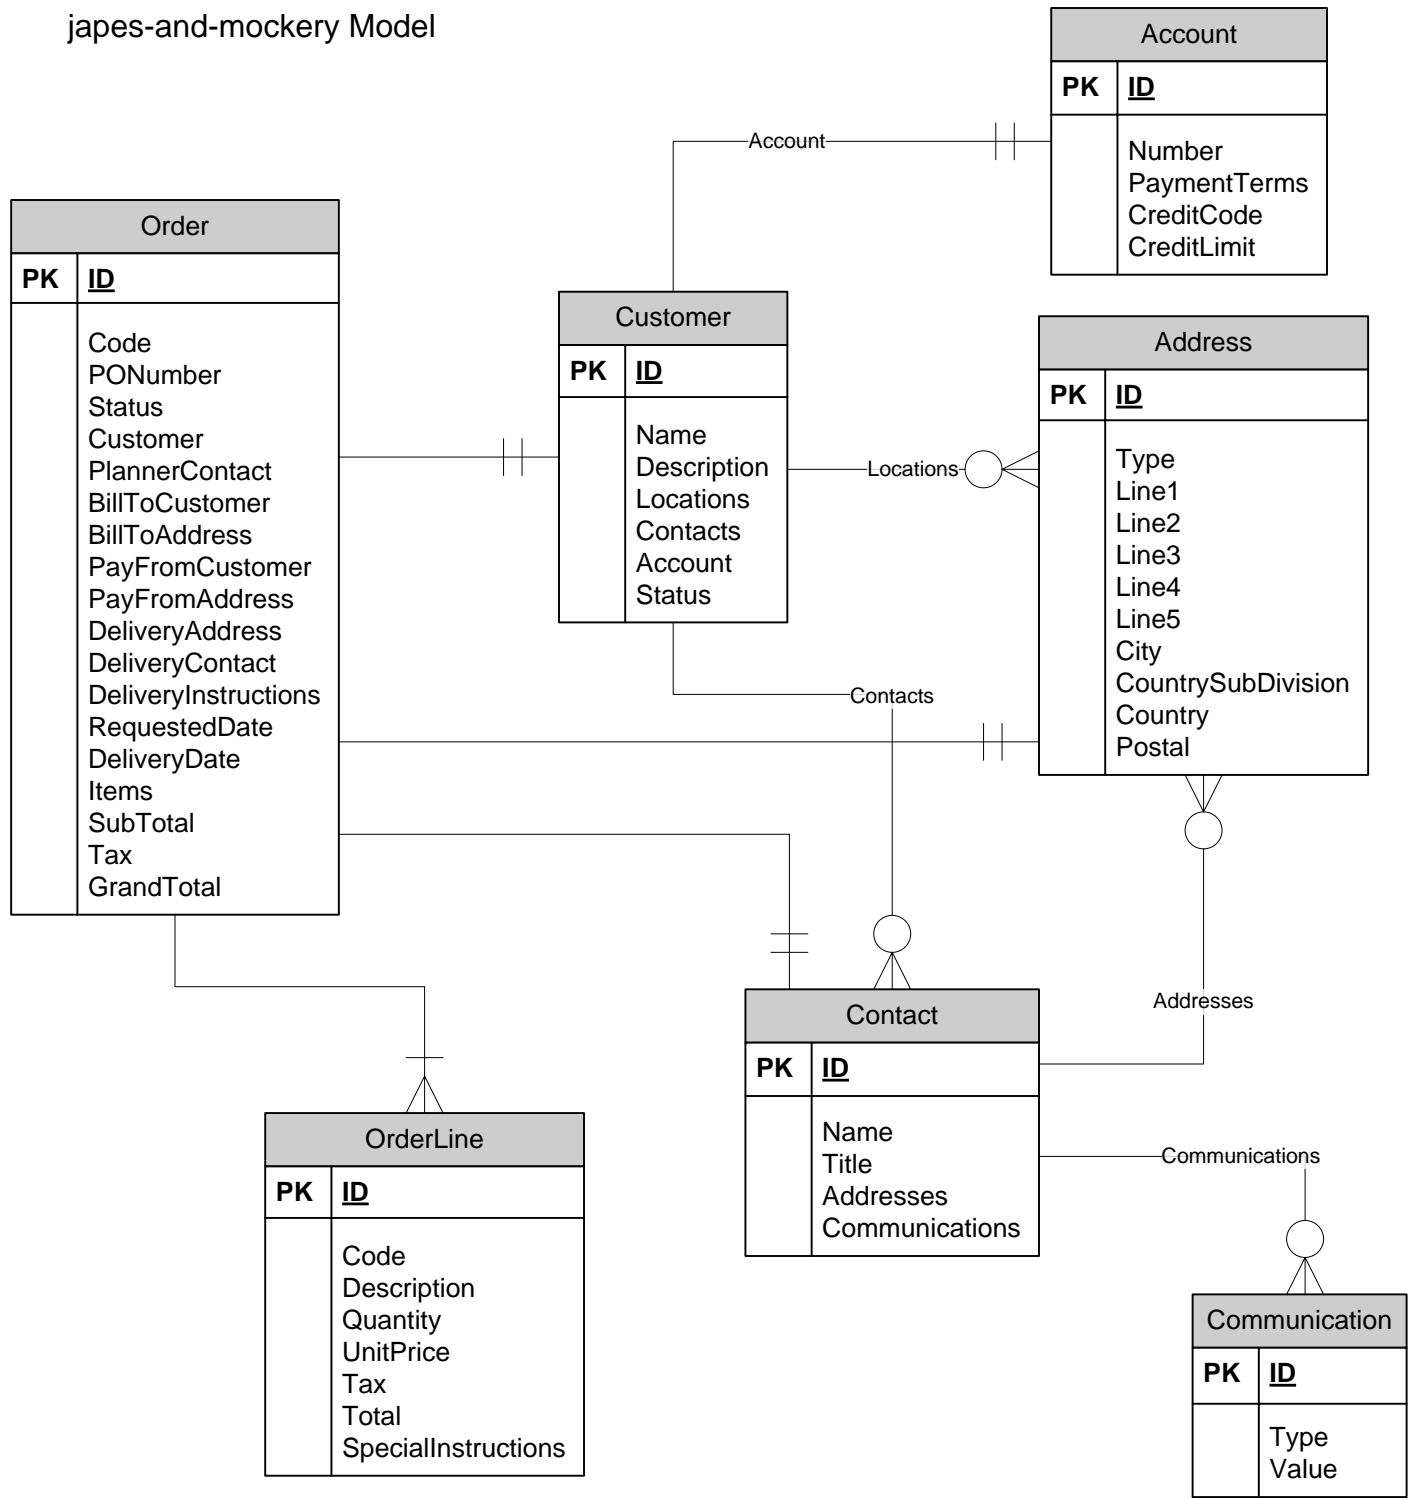 japes-and-mockery Model
Account
PK ID
Number
PaymentTerms
CreditCode
CreditLimit
Account
Order
PK ID
Code
PONumber
Status
Customer
PlannerContact
BillToCustomer
BillToAddress
PayFromCustomer
PayFromAddress
DeliveryAddress
DeliveryContact
DeliveryInstructions
RequestedDate
DeliveryDate
Items
SubTotal
Tax
GrandTotal
Customer
PK ID
Name
Description
Locations
Contacts
Account
Status
Locations
Address
PK ID
Type
Line1
Line2
Line3
Line4
Line5
City
CountrySubDivision
Country
Postal
Contacts
Addresses
Contact
PK ID
Name
Title
Addresses
Communications
Communications
OrderLine
PK ID
Code
Description
Quantity
UnitPrice
Tax
Total
SpecialInstructions
Communication
PK ID
Type
Value